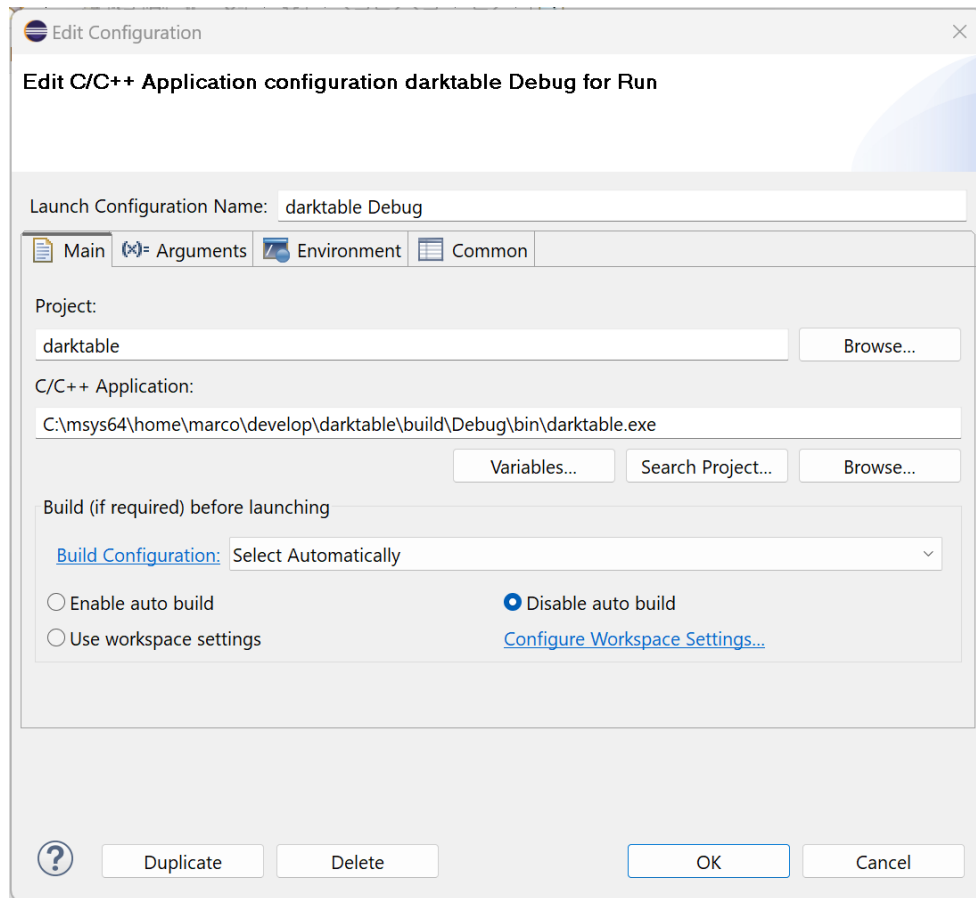 Edit Configuration
Edit C/C++ Application configuration darktable Debug for Run
Launch Configuration Name: darktable Debug
Main (x)= Arguments Environment Common
Project:
darktable Browse...
C/C++ Application:
C:\msys64\home\marco\develop\darktable\build\Debug\bin\darktable.exe
Variables... Search Project... Browse...
Build (if required) before launching
Build Configuration: Select Automatically
Enable auto build Disable auto build
Use workspace settings Configure Workspace Settings...
? Duplicate Delete OK Cancel